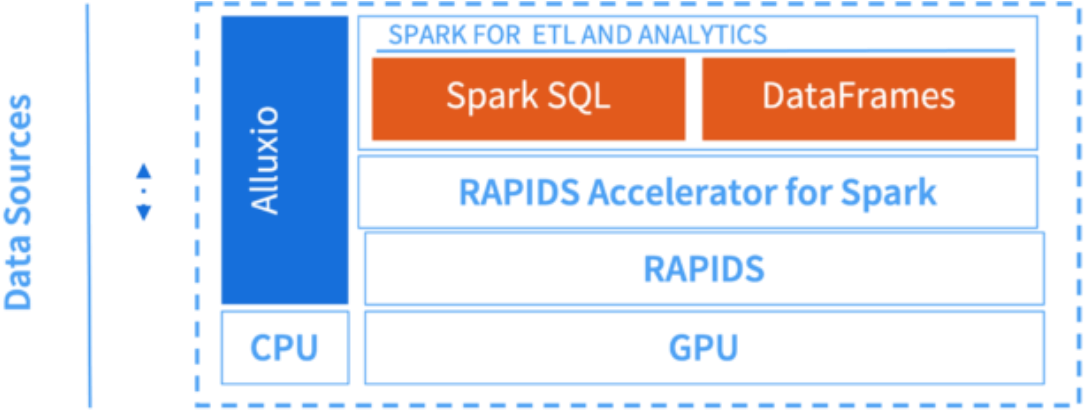 Data Sources
Alluxio
SPARK FOR ETL AND ANALYTICS
Spark SQL
DataFrames
RAPIDS Accelerator for Spark
RAPIDS
CPU
GPU